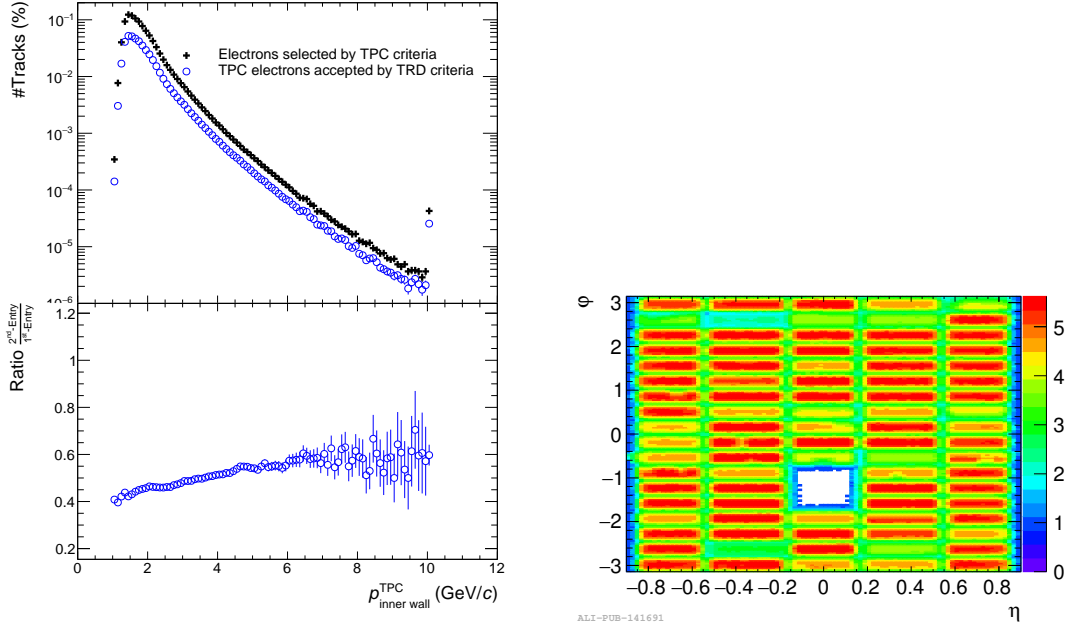 #Tracks (%)
10⁻¹
10⁻²
10⁻³
10⁻⁴
10⁻⁵
10⁻⁶
Electrons selected by TPC criteria
TPC electrons accepted by TRD criteria
Ratio 2ⁿᵈ-Entry / 1ˢᵗ-Entry
1.2
1
0.8
0.6
0.4
0.2
0 2 4 6 8 10 12
p TPC inner wall (GeV/c)
φ
3
2
1
0
−1
−2
−3
−0.8 −0.6 −0.4 −0.2 0 0.2 0.4 0.6 0.8
η
5
4
3
2
1
0
ALI-PUB-141691